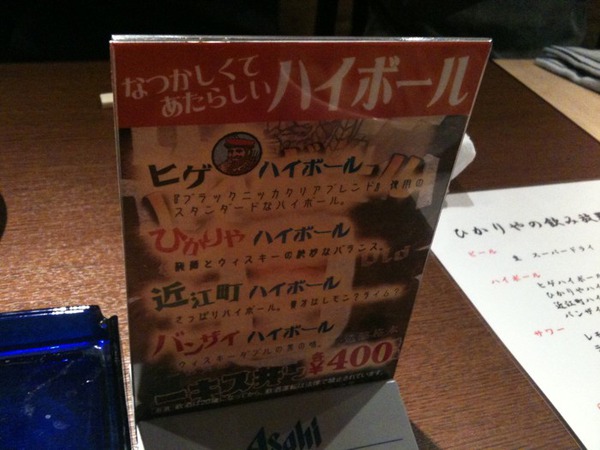 なつかしくて
あたらしい ハイボール
ヒゲ ハイボール
『ブラックニッカクリアブレンド』使用の
スタンダードなハイボール。
ひかりや ハイボール
とウィスキーの絶妙なバランス。
近江町 ハイボール
さっぱりハイボール。
バンザイ ハイボール
ウィスキーダブルの
各¥400
Asahi
ひかりやの飲み放題
ビール
生 スーパードライ
ハイボール
ヒゲハイボー
ひかりやハイ
近江町ハイ
バンザイ
サワー
レモ